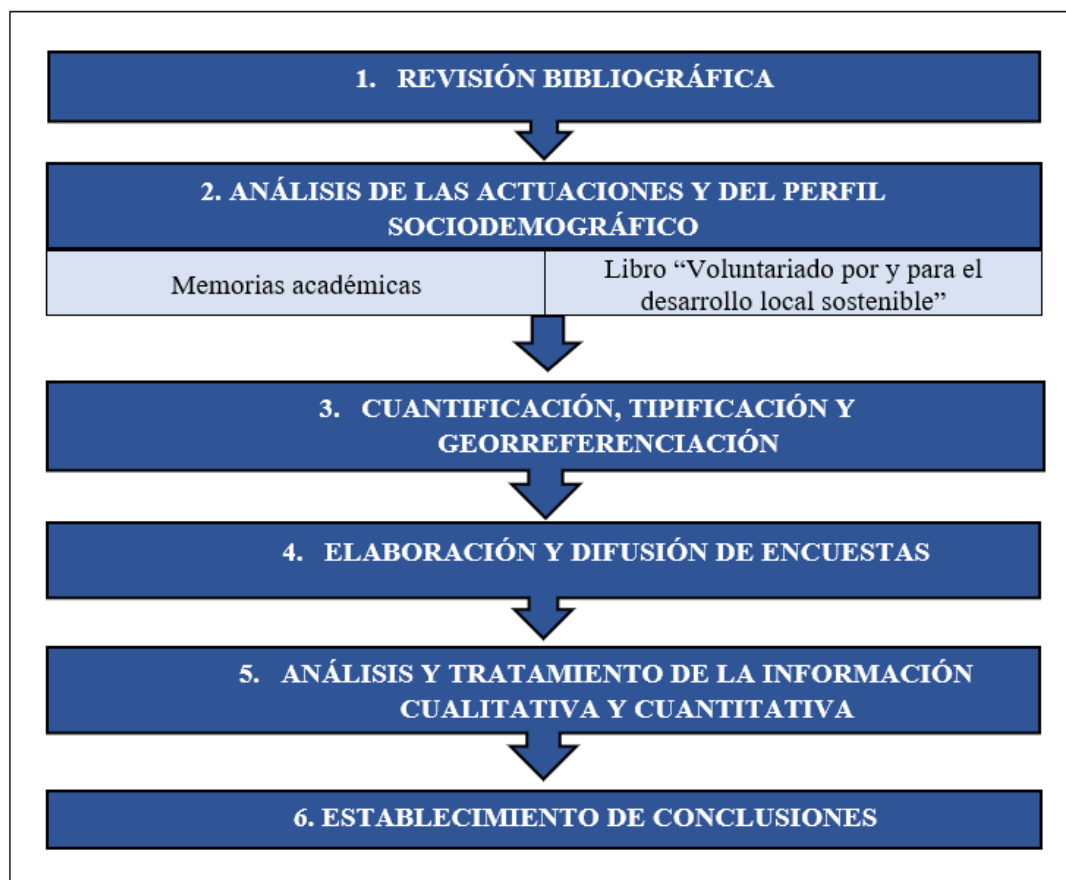 1. REVISIÓN BIBLIOGRÁFICA
2. ANÁLISIS DE LAS ACTUACIONES Y DEL PERFIL
SOCIODEMOGRÁFICO
Memorias académicas
Libro “Voluntariado por y para el
desarrollo local sostenible”
3. CUANTIFICACIÓN, TIPIFICACIÓN Y
GEORREFERENCIACIÓN
4. ELABORACIÓN Y DIFUSIÓN DE ENCUESTAS
5. ANÁLISIS Y TRATAMIENTO DE LA INFORMACIÓN
CUALITATIVA Y CUANTITATIVA
6. ESTABLECIMIENTO DE CONCLUSIONES